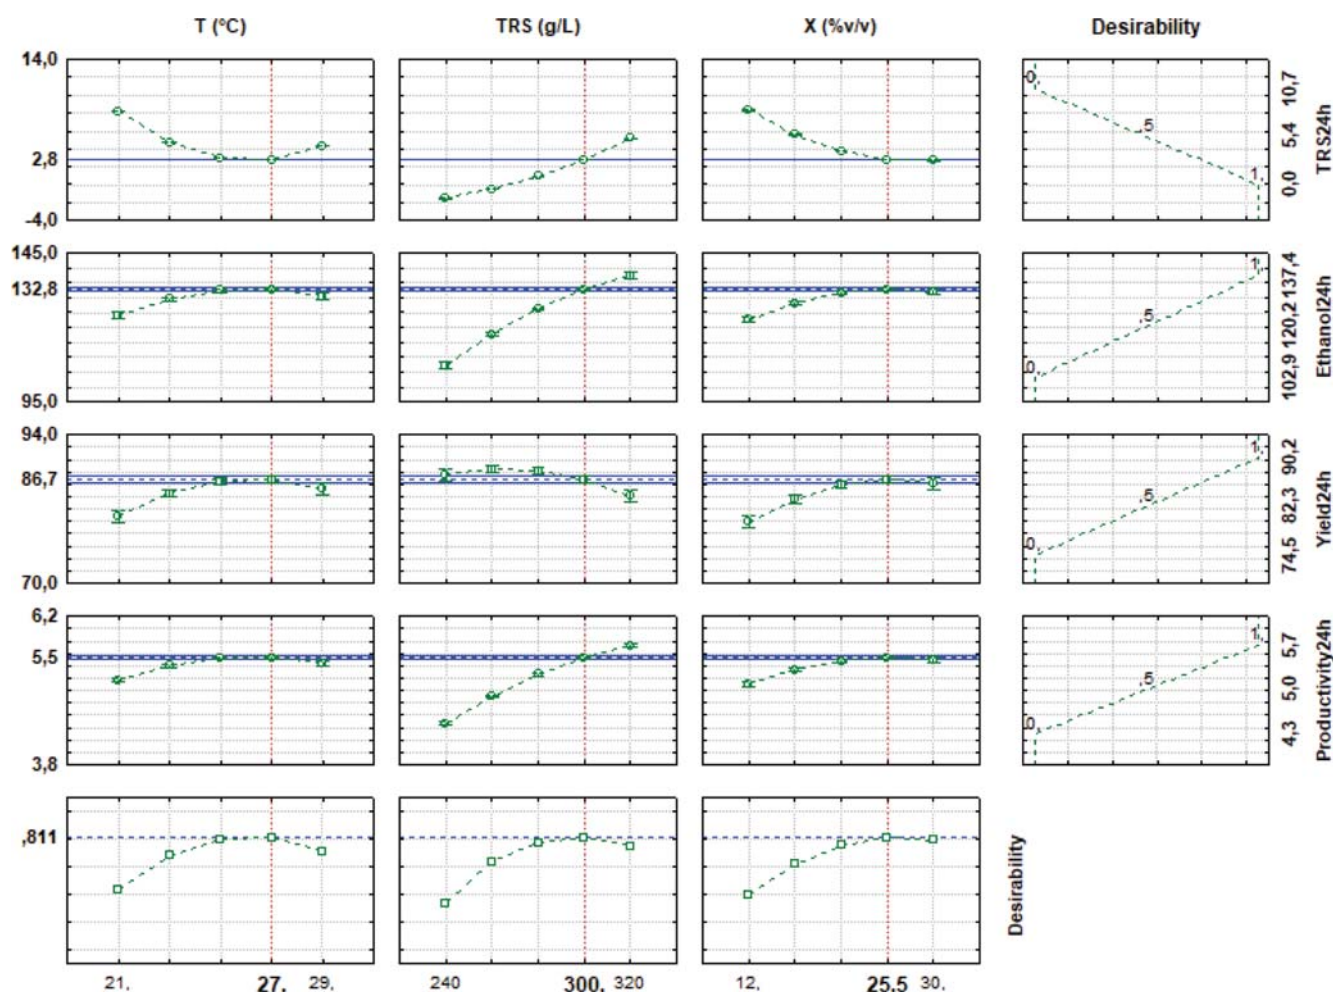 T (°C) TRS (g/L) X (%v/v) Desirability
14,0
2,8
-4,0
0, ,5 1,
10,7
5,4
0,0
TRS24h
145,0
132,8
95,0
0, ,5 1,
137,4
120,2
102,9
Ethanol24h
94,0
86,7
70,0
0, ,5 1,
90,2
82,3
74,5
Yield24h
6,2
5,5
3,8
0, ,5 1,
5,7
5,0
4,3
Productivity24h
,811
Desirability
21, 27, 29, 240 300, 320 12, 25,5 30,